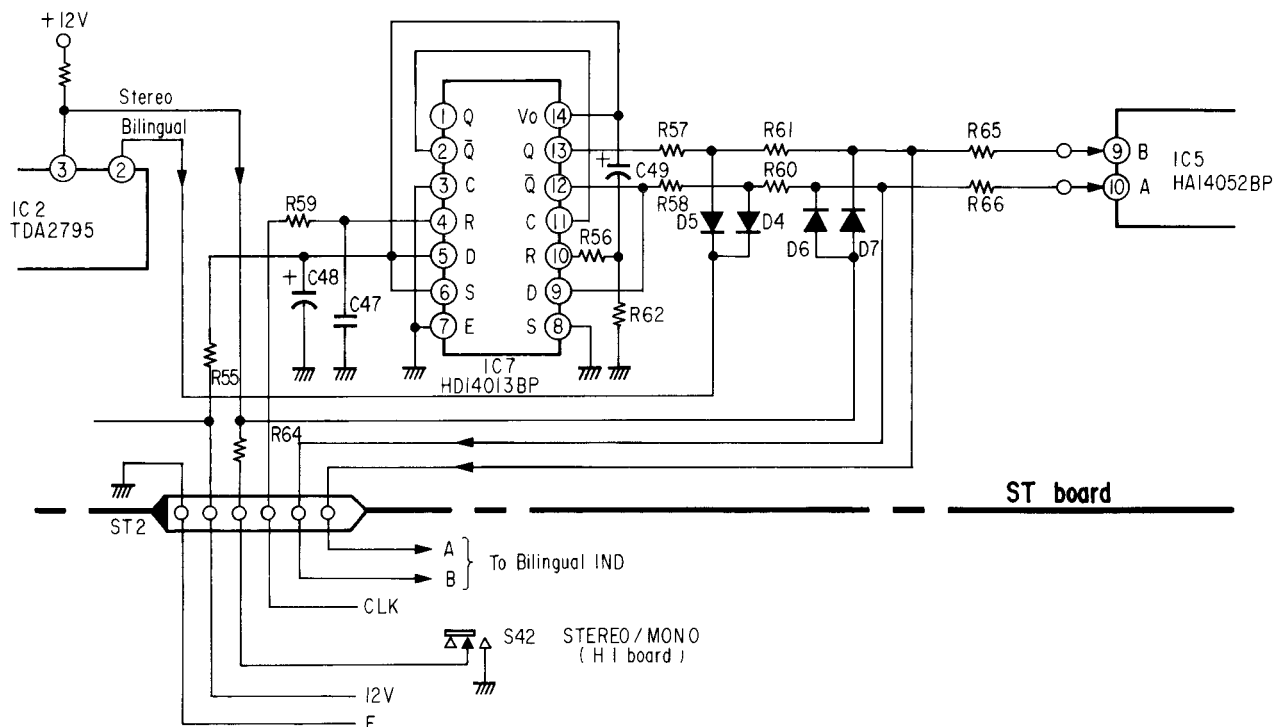 +12V
Stereo
Bilingual
3
2
IC2
TDA2795
R59
R55
+
C48
C47
1 Q
2 Q̄
3 C
4 R
5 D
6 S
7 E
Vo 14
Q 13
Q̄ 12
C 11
R 10
D 9
S 8
IC7
HD14013BP
+
C49
R56
R62
R57
R58
D5
D4
R61
R60
D6
D7
R65
R66
9 B
10 A
IC5
HA14052BP
R64
ST board
ST2
A
B
To Bilingual IND
CLK
S42 STEREO/MONO
(H1 board)
12V
E